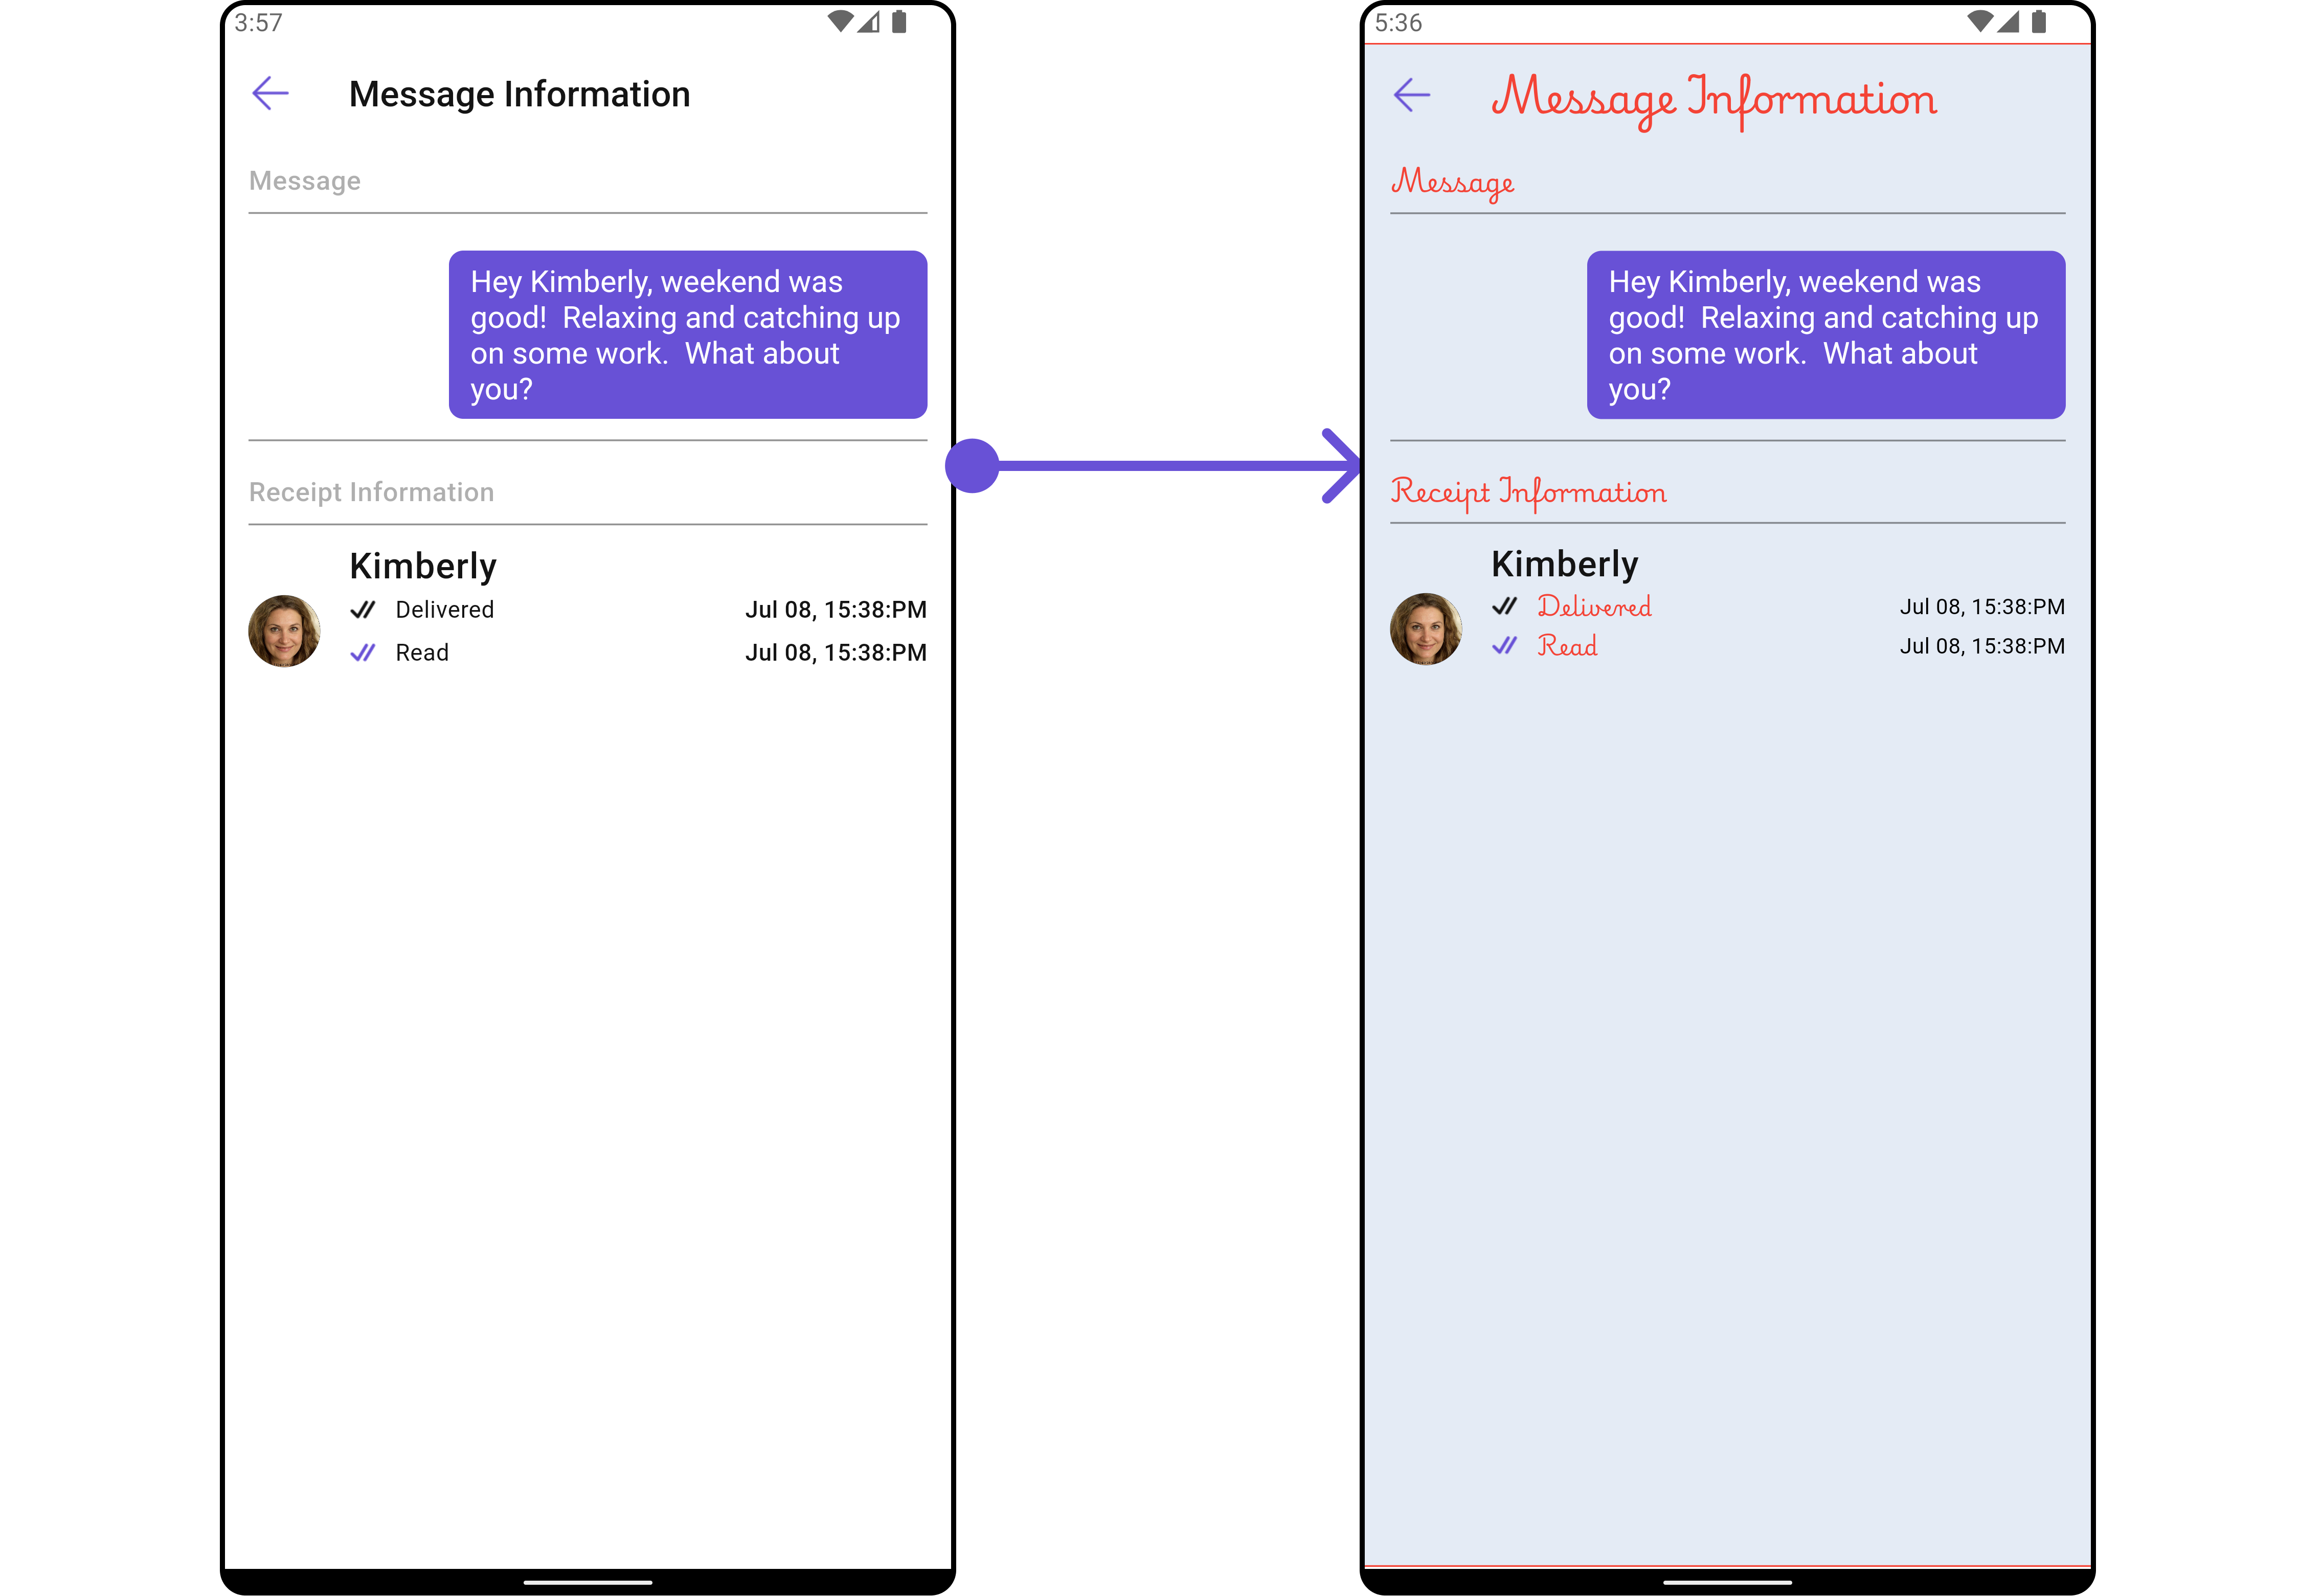 3:57
Message Information
Message
Hey Kimberly, weekend was
good!  Relaxing and catching up
on some work.  What about
you?
Receipt Information
Kimberly
Delivered Jul 08, 15:38:PM
Read Jul 08, 15:38:PM
5:36
Message Information
Message
Hey Kimberly, weekend was
good!  Relaxing and catching up
on some work.  What about
you?
Receipt Information
Kimberly
Delivered Jul 08, 15:38:PM
Read Jul 08, 15:38:PM